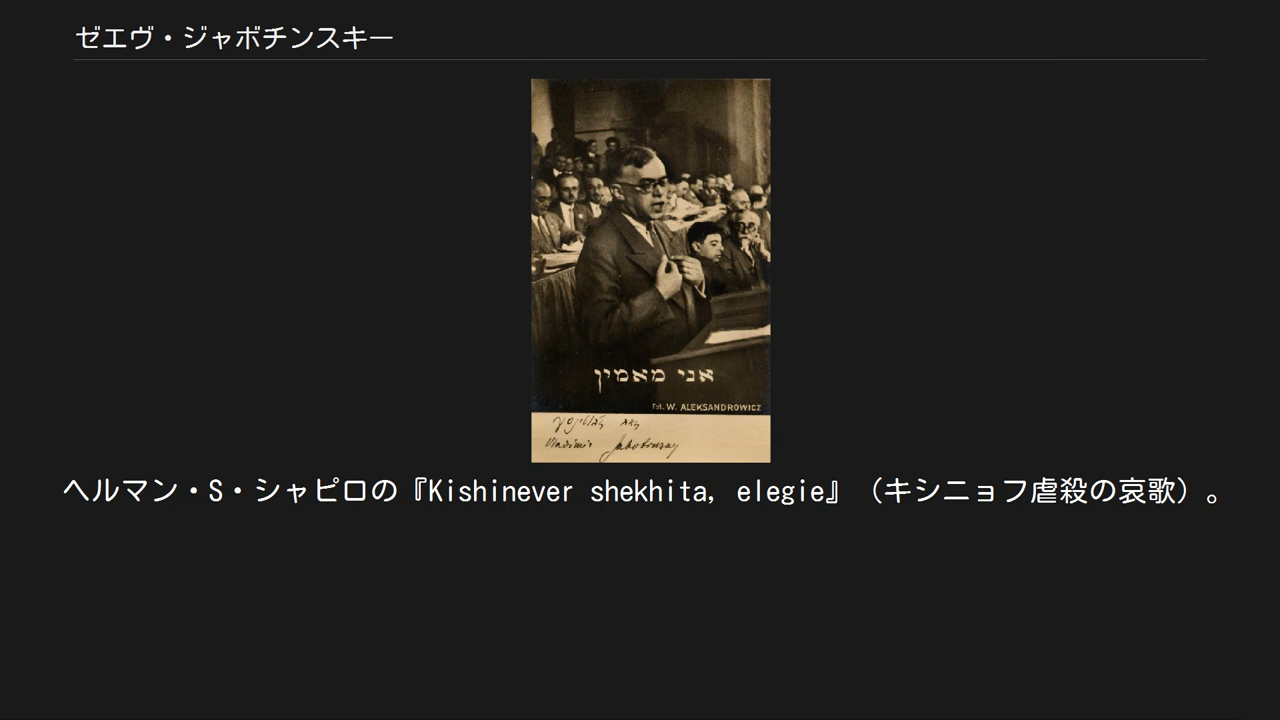 ゼエヴ・ジャボチンスキー
אני מאמין
Fot. W. ALEKSANDROWICZ
Vladimir Jabotinsky
ヘルマン・S・シャピロの『Kishinever shekhita, elegie』（キシニョフ虐殺の哀歌）。